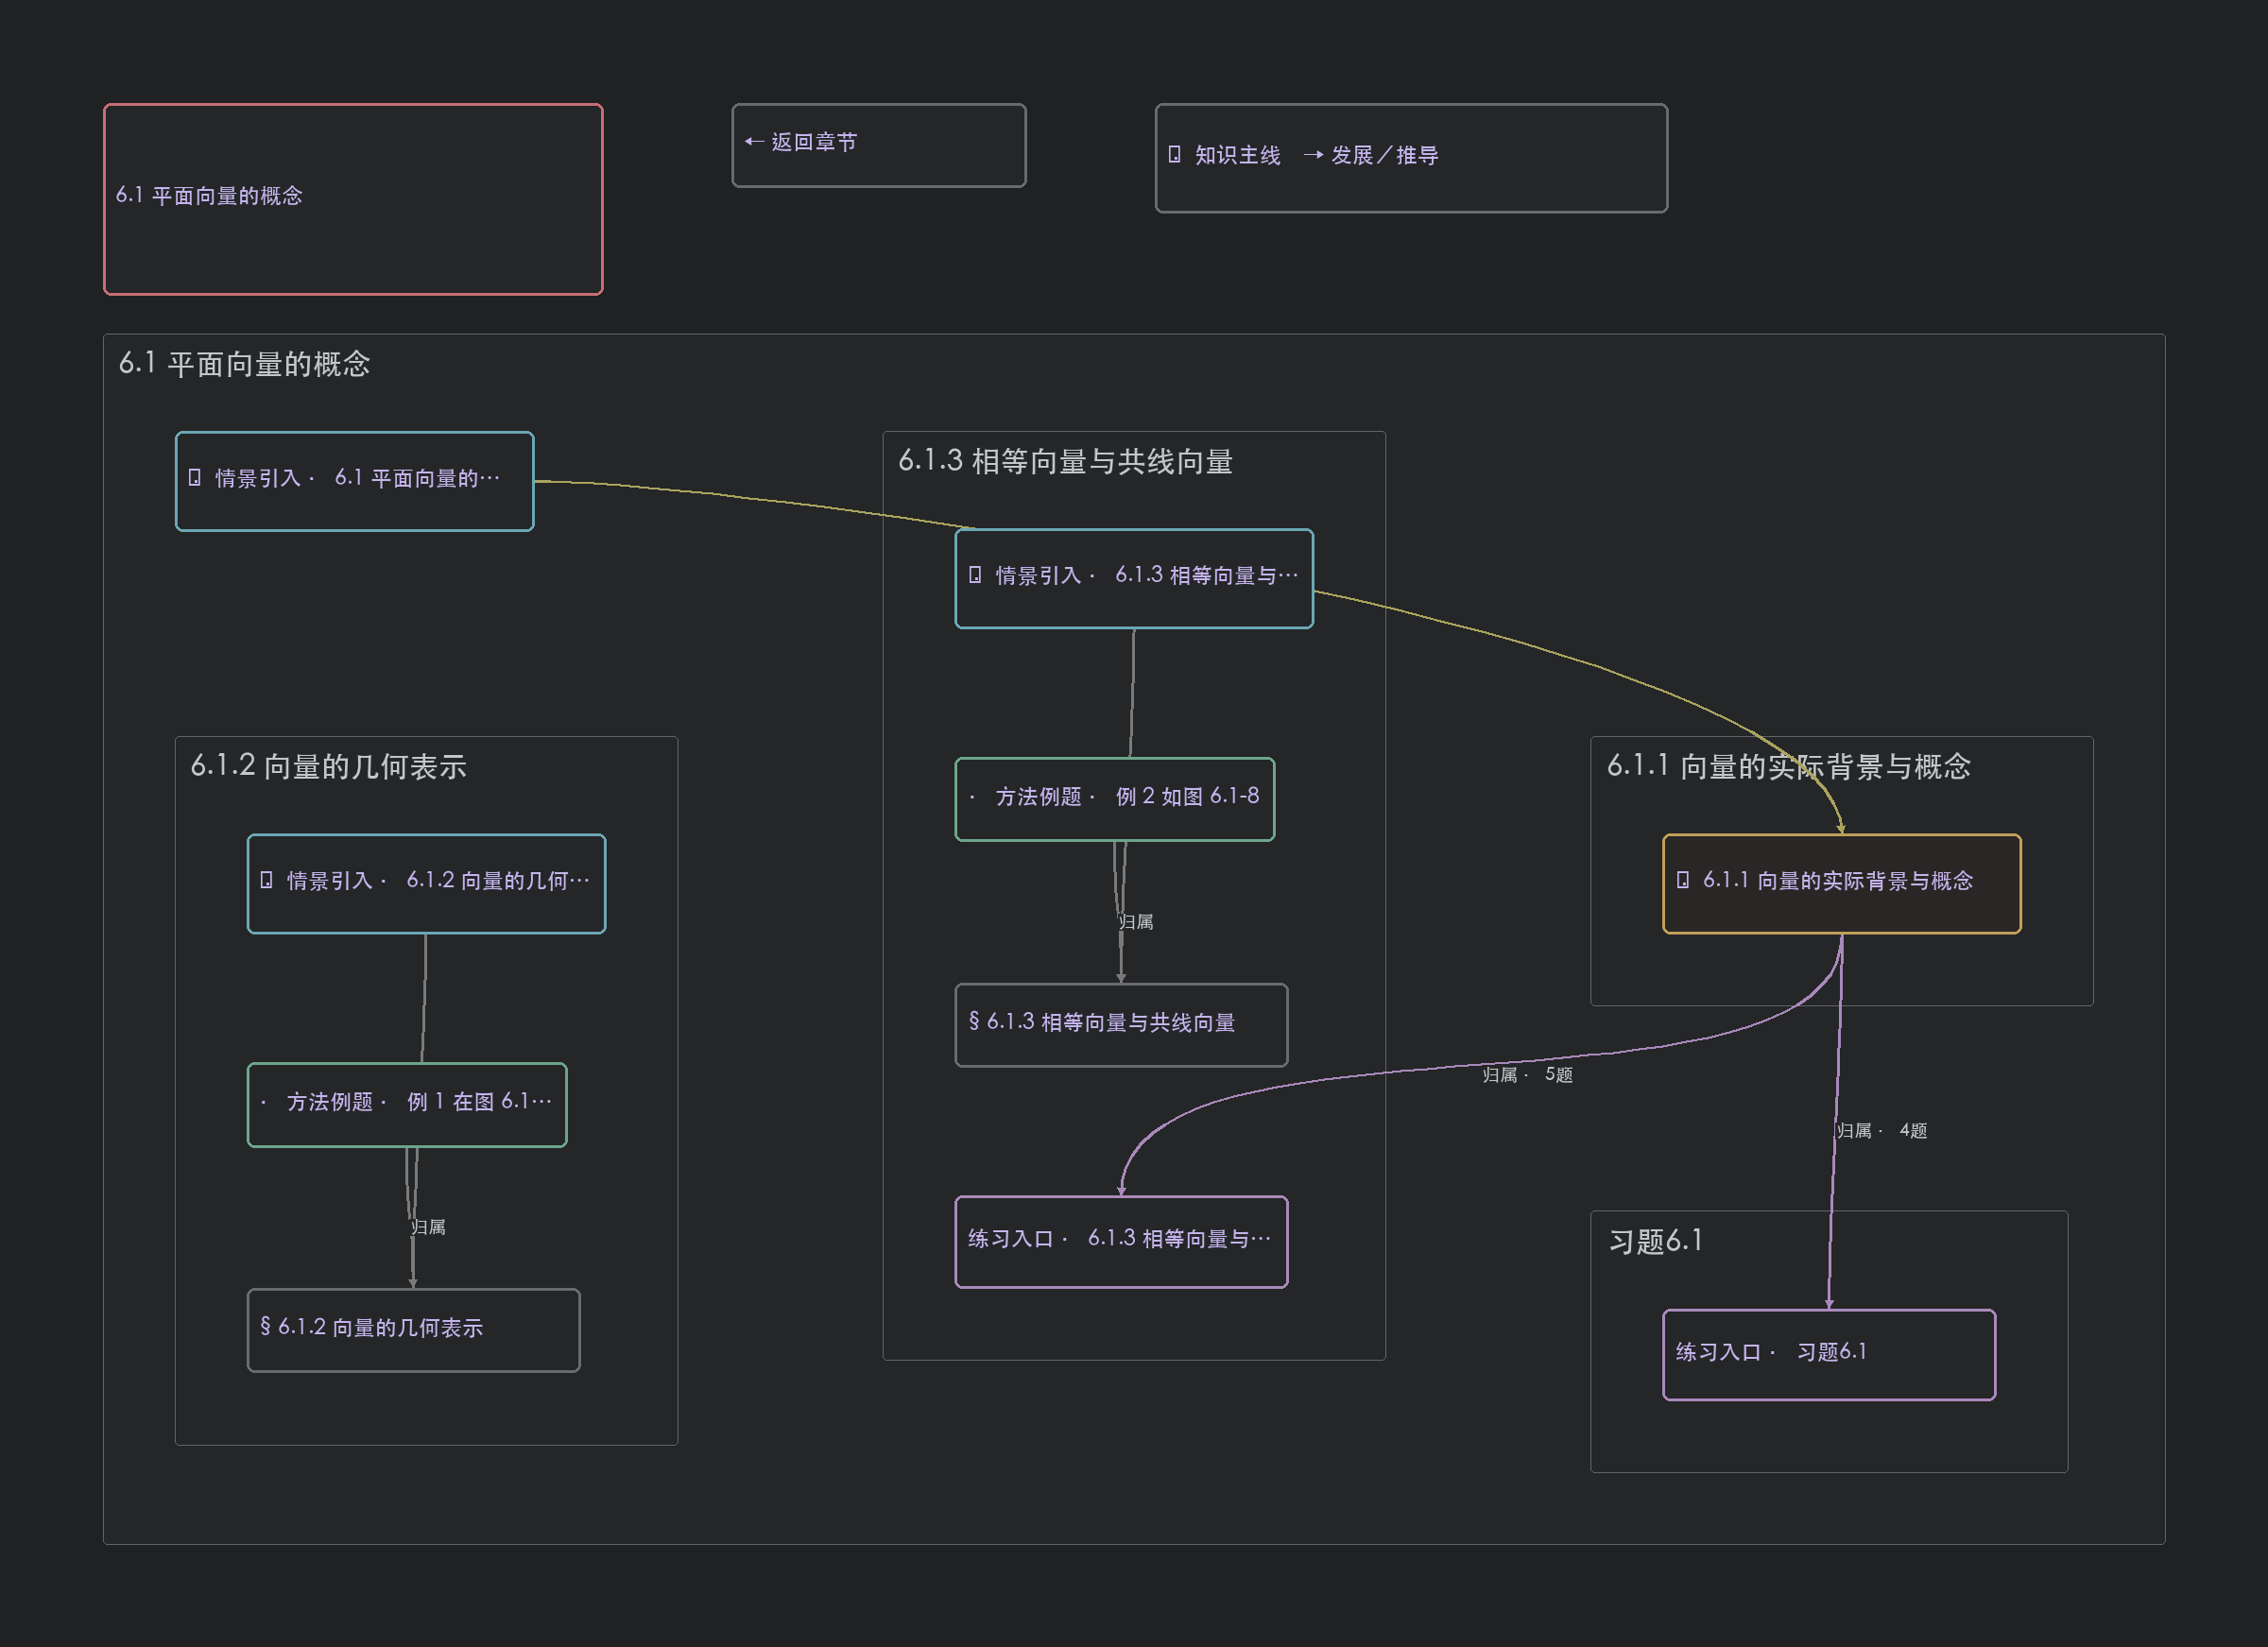 6.1 平面向量的概念
← 返回章节
知识主线 → 发展／推导
6.1 平面向量的概念
情景引入 · 6.1 平面向量的…
6.1.3 相等向量与共线向量
情景引入 · 6.1.3 相等向量与…
· 方法例题 · 例 2 如图 6.1-8
归属
§ 6.1.3 相等向量与共线向量
归属 · 5题
练习入口 · 6.1.3 相等向量与…
6.1.2 向量的几何表示
情景引入 · 6.1.2 向量的几何…
· 方法例题 · 例 1 在图 6.1…
归属
§ 6.1.2 向量的几何表示
6.1.1 向量的实际背景与概念
6.1.1 向量的实际背景与概念
归属 · 4题
习题6.1
练习入口 · 习题6.1